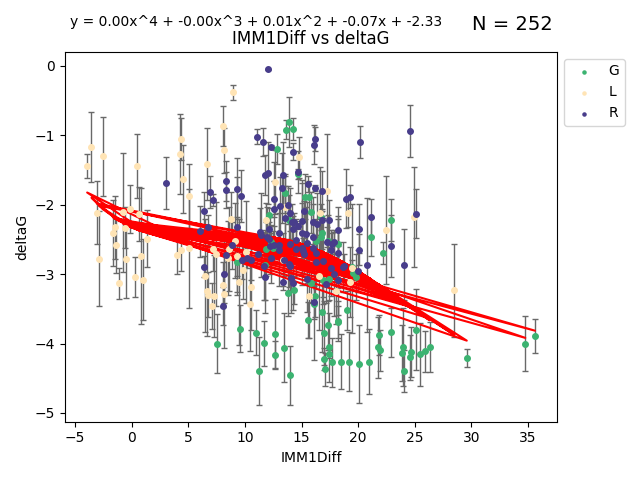 y = 0.00x^4 + -0.00x^3 + 0.01x^2 + -0.07x + -2.33
N = 252
IMM1Diff vs deltaG
G
L
R
0
−1
−2
−3
−4
−5
deltaG
−5 0 5 10 15 20 25 30 35
IMM1Diff